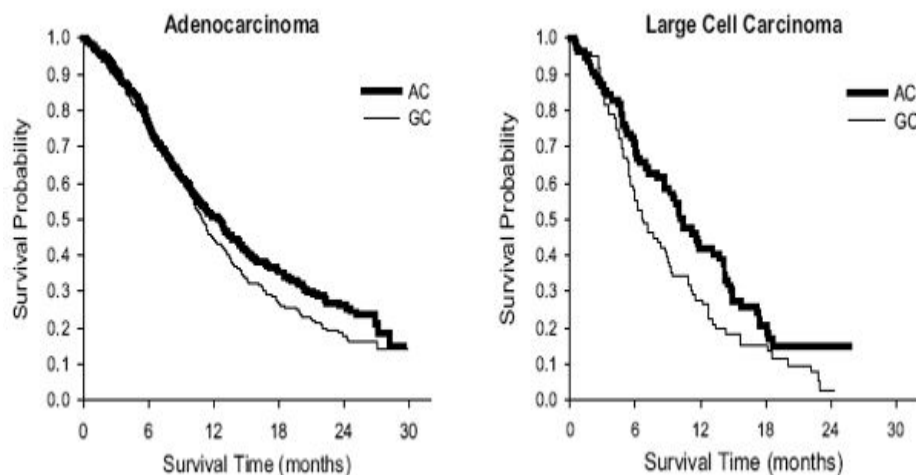 Adenocarcinoma
1.0
0.9
0.8
0.7
0.6
0.5
0.4
0.3
0.2
0.1
0.0
Survival Probability
AC
GC
0 6 12 18 24 30
Survival Time (months)
Large Cell Carcinoma
1.0
0.9
0.8
0.7
0.6
0.5
0.4
0.3
0.2
0.1
0.0
Survival Probability
AC
GC
0 6 12 18 24 30
Survival Time (months)